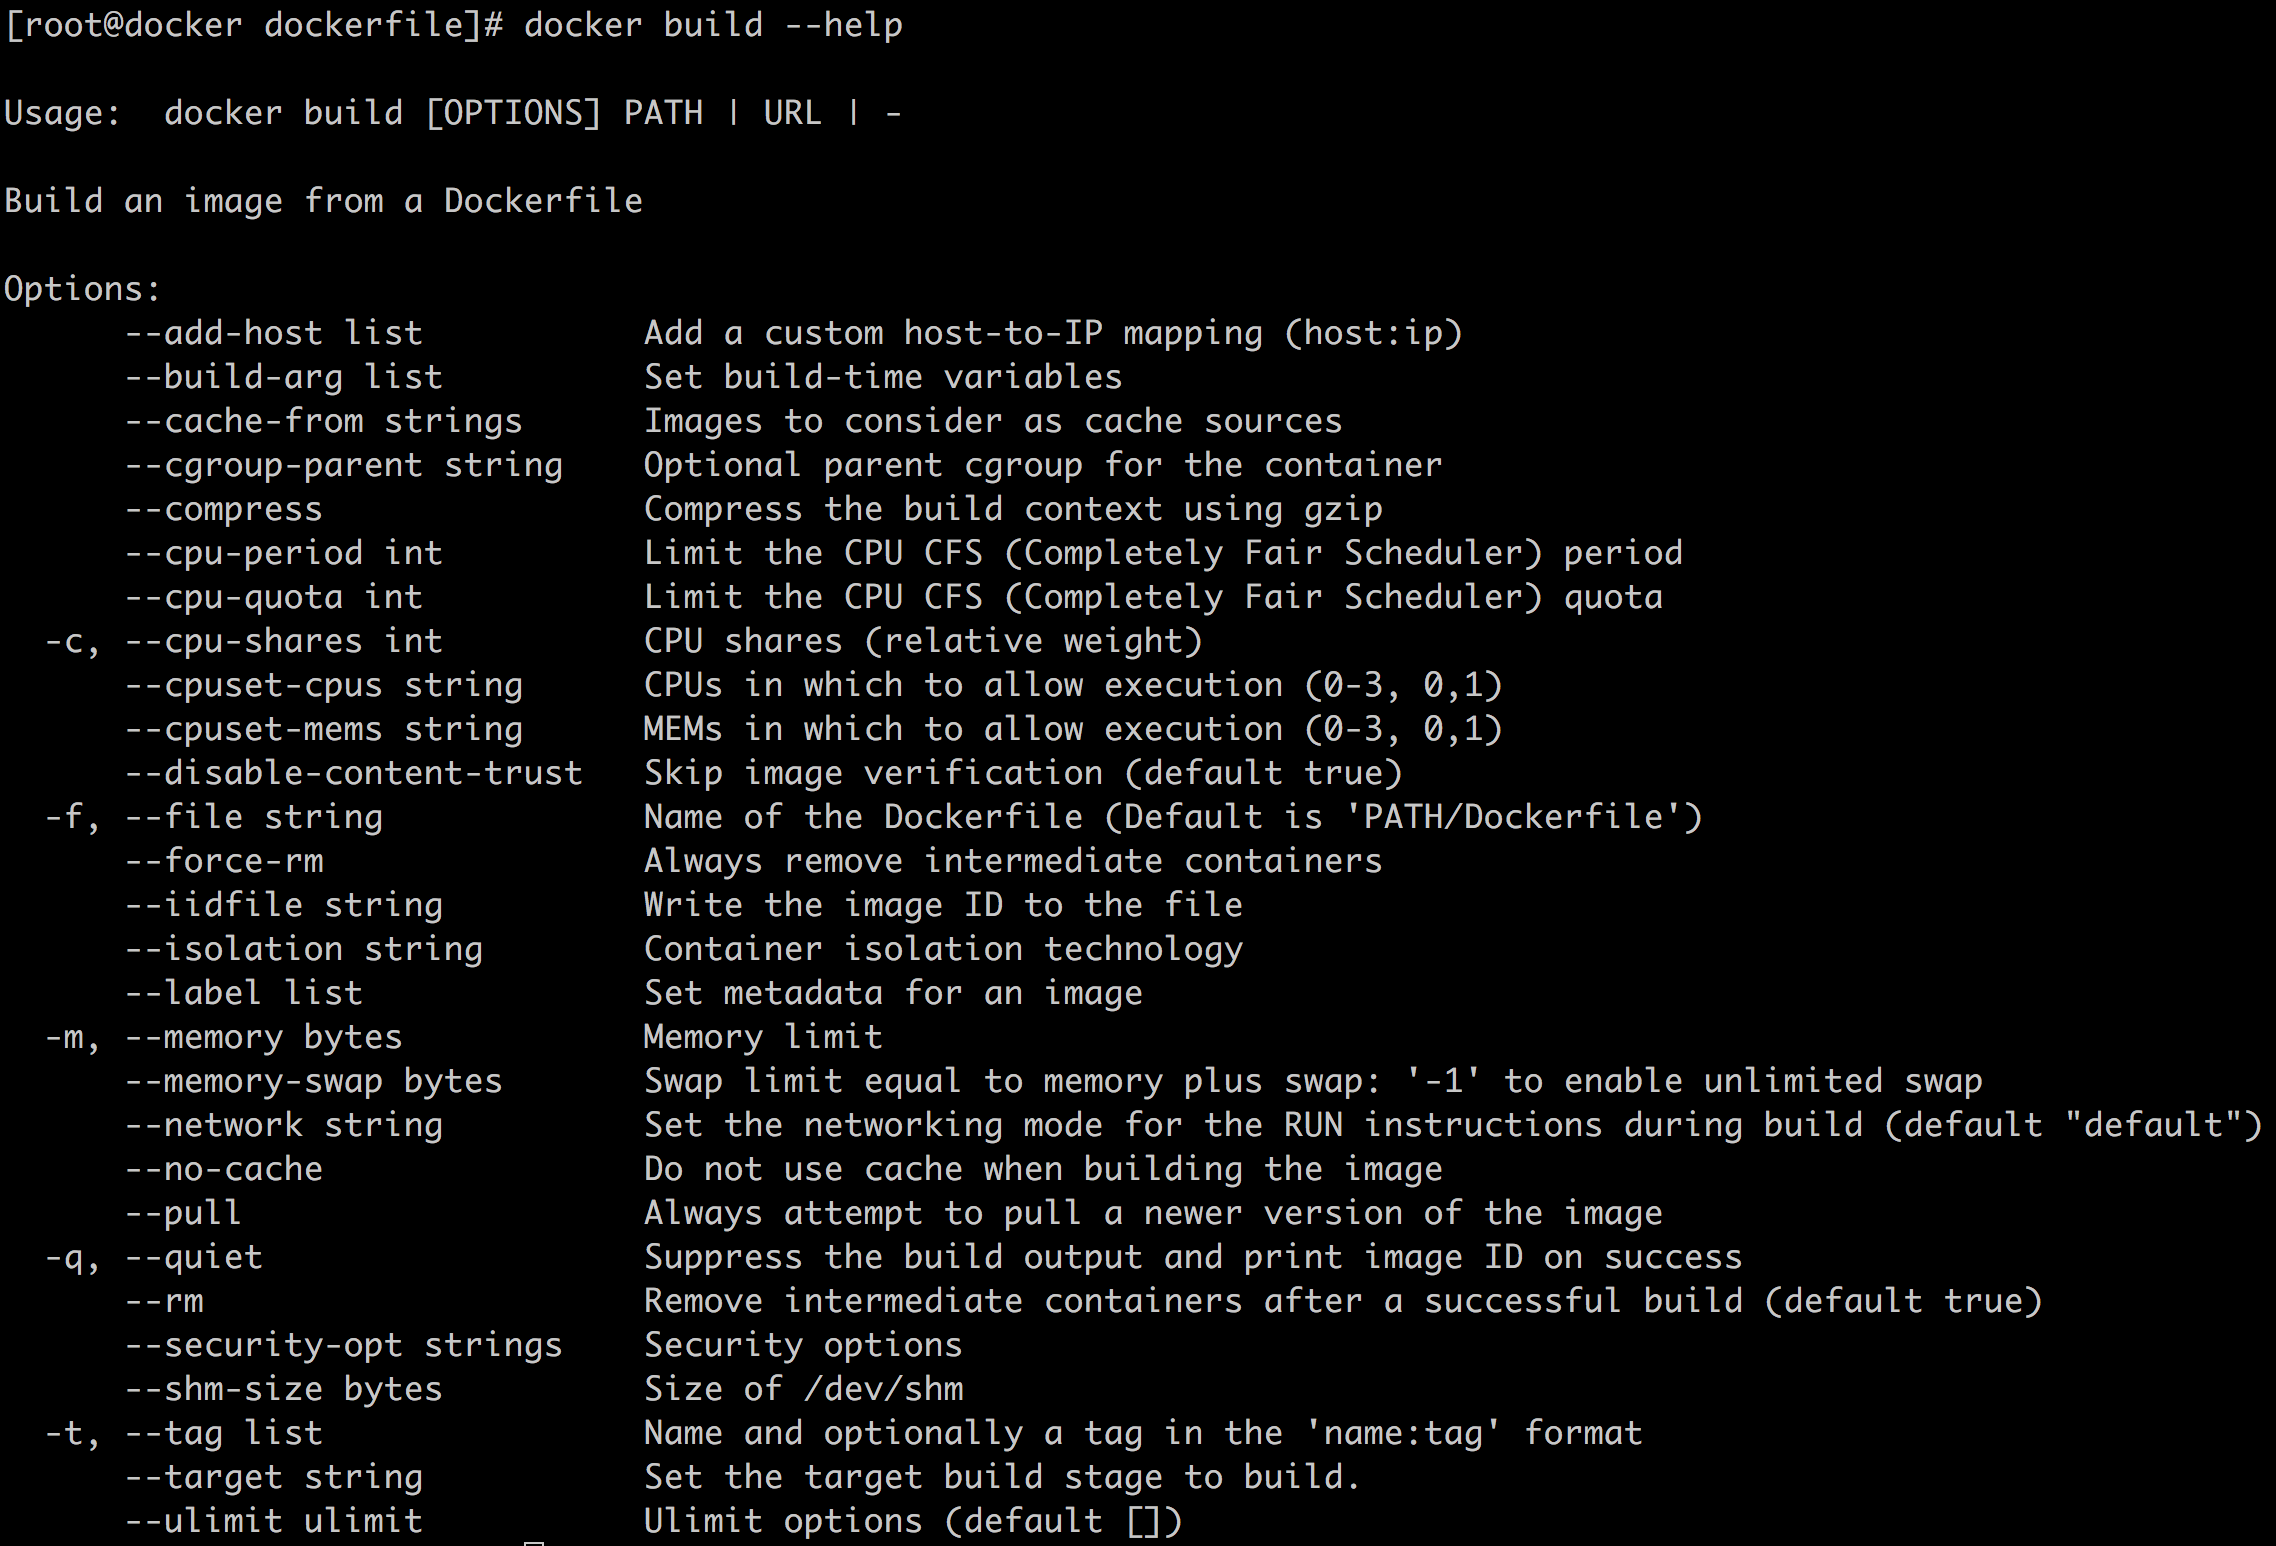 [root@docker dockerfile]# docker build --help
Usage:  docker build [OPTIONS] PATH | URL | -
Build an image from a Dockerfile
Options:
      --add-host list           Add a custom host-to-IP mapping (host:ip)
      --build-arg list          Set build-time variables
      --cache-from strings      Images to consider as cache sources
      --cgroup-parent string    Optional parent cgroup for the container
      --compress                Compress the build context using gzip
      --cpu-period int          Limit the CPU CFS (Completely Fair Scheduler) period
      --cpu-quota int           Limit the CPU CFS (Completely Fair Scheduler) quota
  -c, --cpu-shares int          CPU shares (relative weight)
      --cpuset-cpus string      CPUs in which to allow execution (0-3, 0,1)
      --cpuset-mems string      MEMs in which to allow execution (0-3, 0,1)
      --disable-content-trust   Skip image verification (default true)
  -f, --file string             Name of the Dockerfile (Default is 'PATH/Dockerfile')
      --force-rm                Always remove intermediate containers
      --iidfile string          Write the image ID to the file
      --isolation string        Container isolation technology
      --label list              Set metadata for an image
  -m, --memory bytes            Memory limit
      --memory-swap bytes       Swap limit equal to memory plus swap: '-1' to enable unlimited swap
      --network string          Set the networking mode for the RUN instructions during build (default "default")
      --no-cache                Do not use cache when building the image
      --pull                    Always attempt to pull a newer version of the image
  -q, --quiet                   Suppress the build output and print image ID on success
      --rm                      Remove intermediate containers after a successful build (default true)
      --security-opt strings    Security options
      --shm-size bytes          Size of /dev/shm
  -t, --tag list                Name and optionally a tag in the 'name:tag' format
      --target string           Set the target build stage to build.
      --ulimit ulimit           Ulimit options (default [])